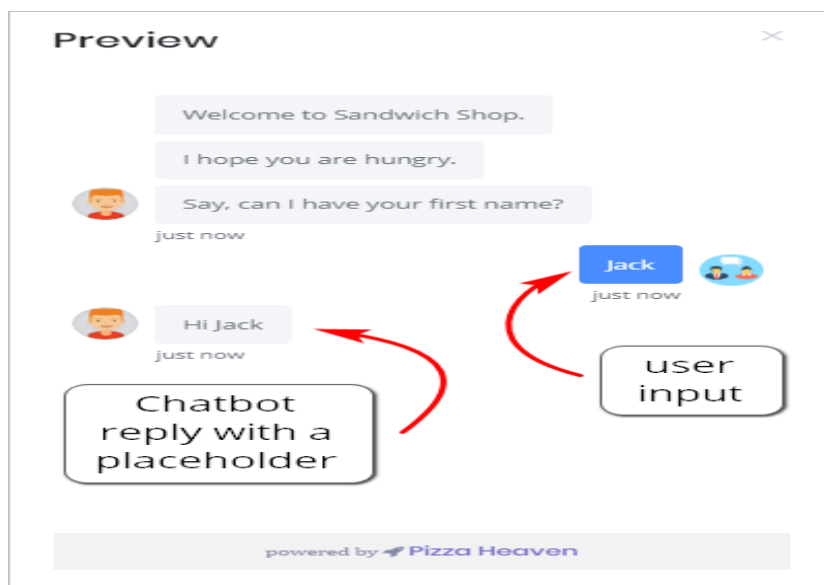 Preview
Welcome to Sandwich Shop.
I hope you are hungry.
Say, can I have your first name?
just now
Jack
just now
Hi Jack
just now
user
input
Chatbot
reply with a
placeholder
powered by Pizza Heaven